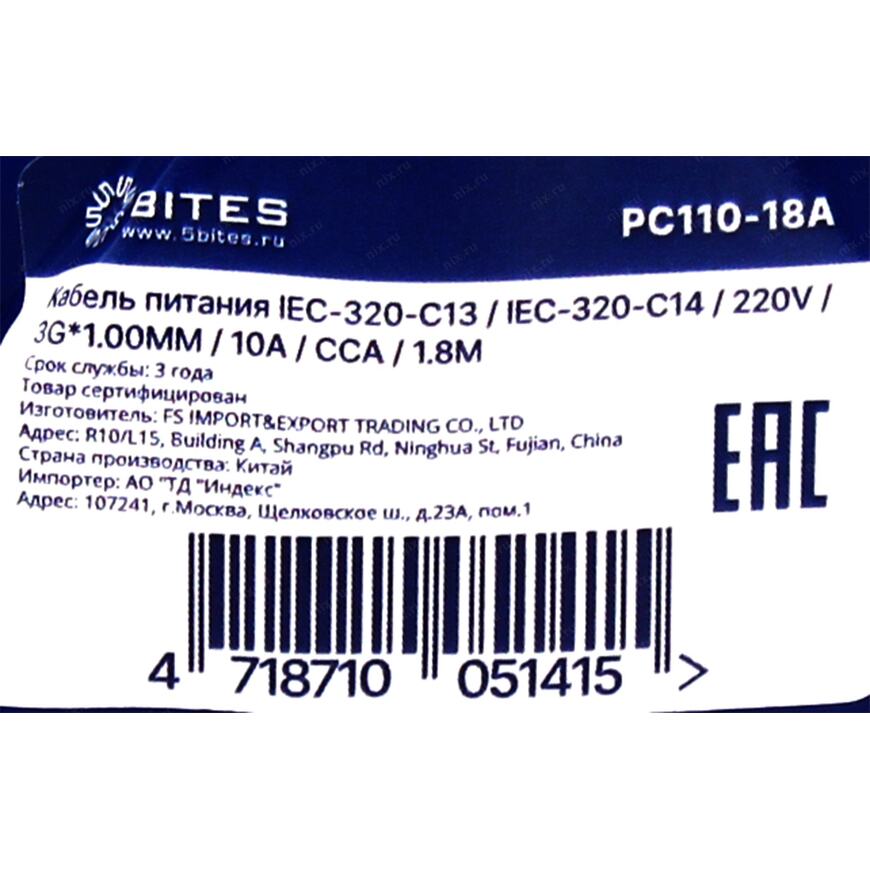 5BITES
www.5bites.ru
PC110-18A
Кабель питания IEC-320-C13 / IEC-320-C14 / 220V /
3G*1.00MM / 10A / CCA / 1.8M
Срок службы: 3 года
Товар сертифицирован
Изготовитель: FS IMPORT&EXPORT TRADING CO., LTD
Адрес: R10/L15, Building A, Shangpu Rd, Ninghua St, Fujian, China
Страна производства: Китай
Импортер: АО "ТД "Индекс"
Адрес: 107241, г.Москва, Щелковское ш., д.23А, пом.1
EAC
4 718710 051415 >